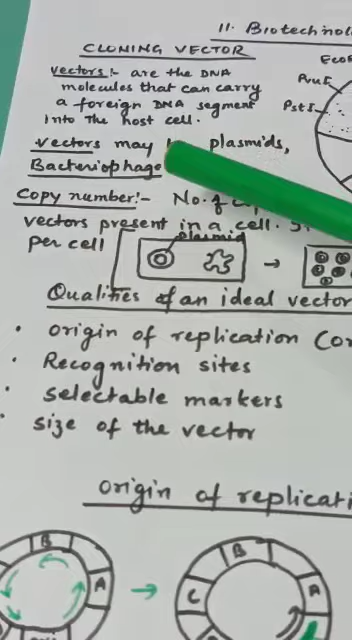 11. Biotechnol
CLONING VECTOR
Vectors:- are the DNA
molecules that can carry
a foreign DNA segment
into the host cell.
EcoR
PvuI
PstI
Vectors may plasmids,
Bacteriophage
Copy number:- No. of
vectors present in a cell.
per cell
plasmid
Qualities of an ideal vector
• origin of replication (or
• Recognition sites
• selectable markers
• size of the vector
origin of replicati
B
A
B
C
A